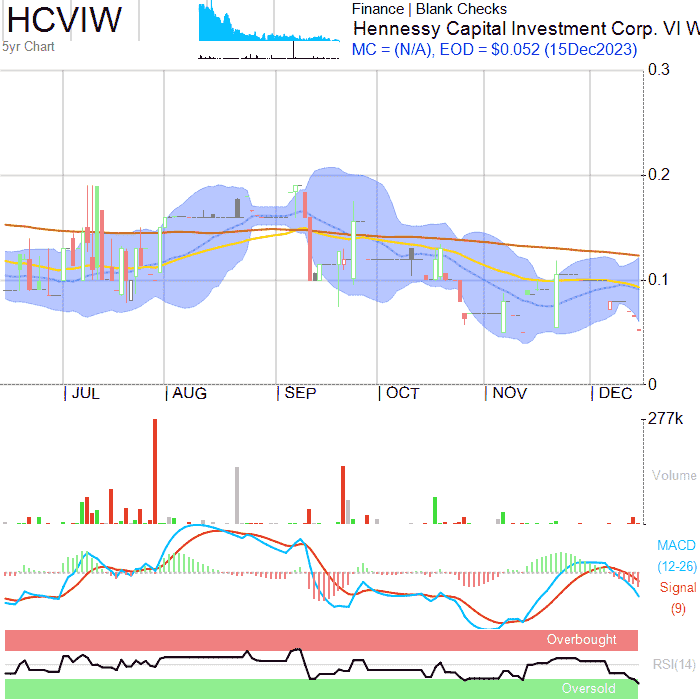 HCVIW
5yr Chart
Finance | Blank Checks
Hennessy Capital Investment Corp. VI W
MC = (N/A), EOD = $0.052 (15Dec2023)
0.3
0.2
0.1
0
JUL AUG SEP OCT NOV DEC
277k
Volume
MACD
(12-26)
Signal
(9)
Overbought
RSI(14)
Oversold